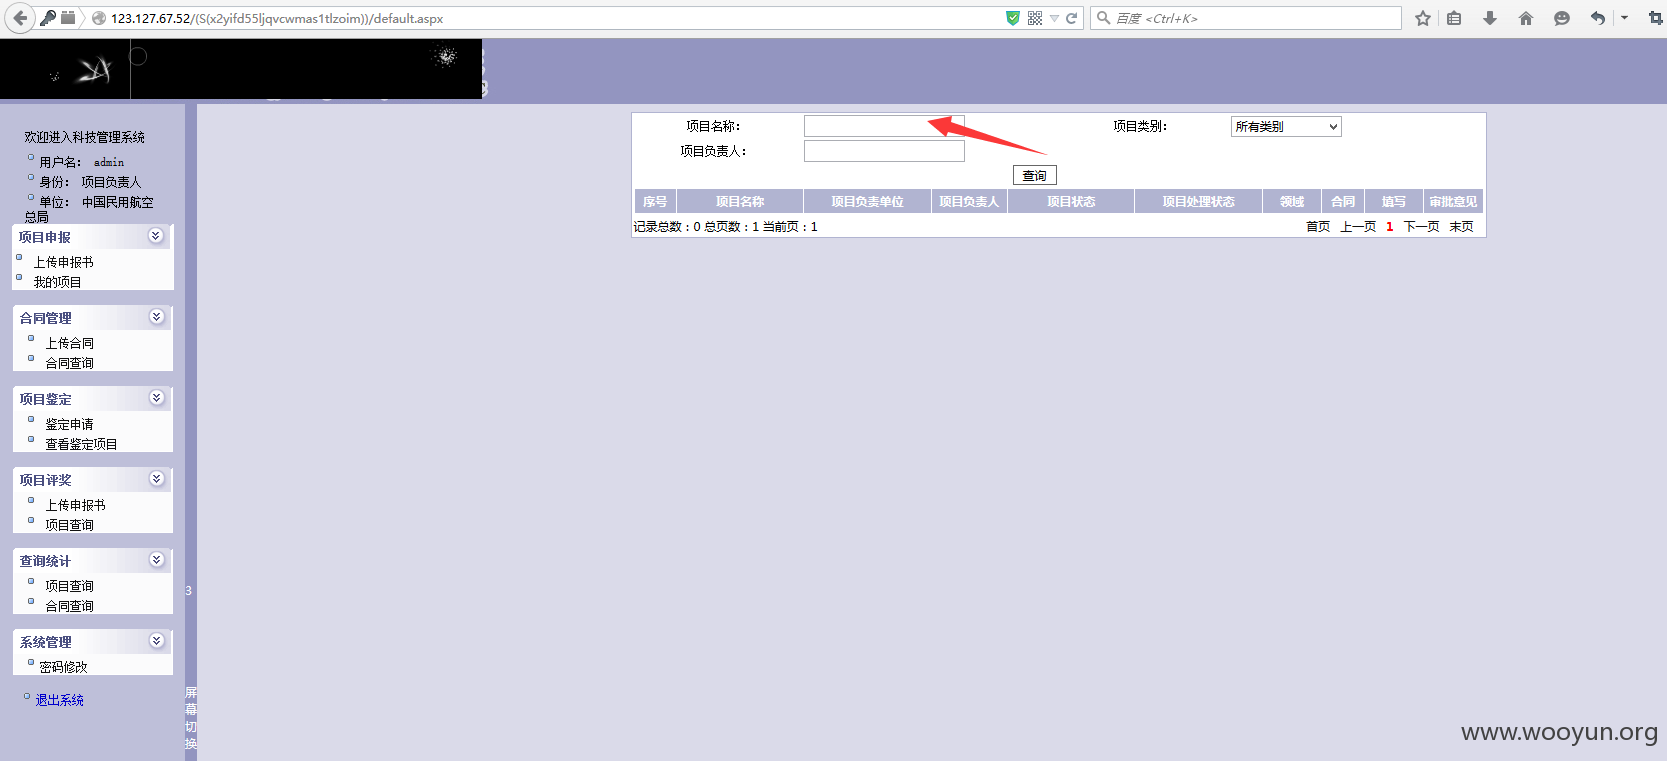 123.127.67.52/(S(x2yifd55ljqvcwmas1tlzoim))/default.aspx
百度 <Ctrl+K>
欢迎进入科技管理系统
用户名： admin
身份： 项目负责人
单位： 中国民用航空
总局
项目申报
上传申报书
我的项目
合同管理
上传合同
合同查询
项目鉴定
鉴定申请
查看鉴定项目
项目评奖
上传申报书
项目查询
查询统计
项目查询
合同查询
系统管理
密码修改
退出系统
3
屏
幕
切
换
项目名称： 项目类别： 所有类别
项目负责人：
查询
序号 项目名称 项目负责单位 项目负责人 项目状态 项目处理状态 领域 合同 填写 审批意见
记录总数：0 总页数：1 当前页：1 首页 上一页 1 下一页 末页
www.wooyun.org